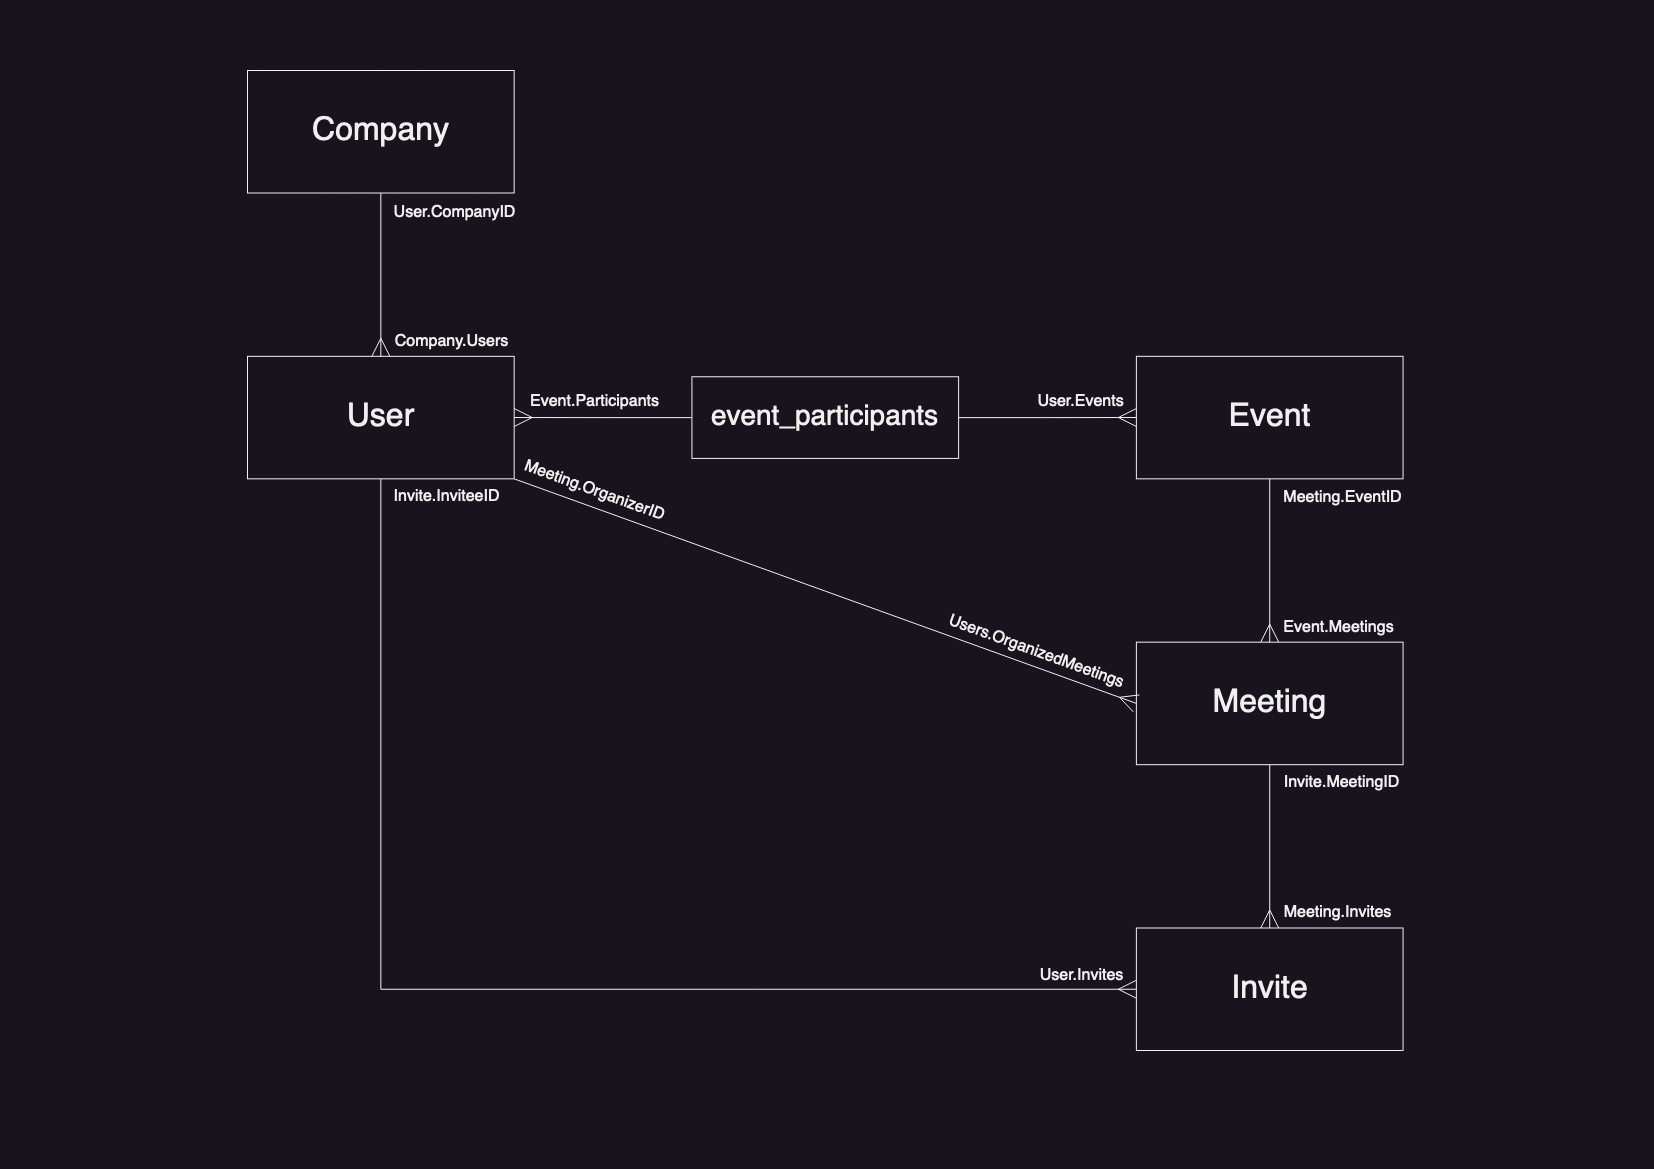 Company
User.CompanyID
Company.Users
User
Event.Participants
event_participants
User.Events
Event
Invite.InviteeID
Meeting.OrganizerID
Meeting.EventID
Users.OrganizedMeetings
Event.Meetings
Meeting
Invite.MeetingID
Meeting.Invites
User.Invites
Invite